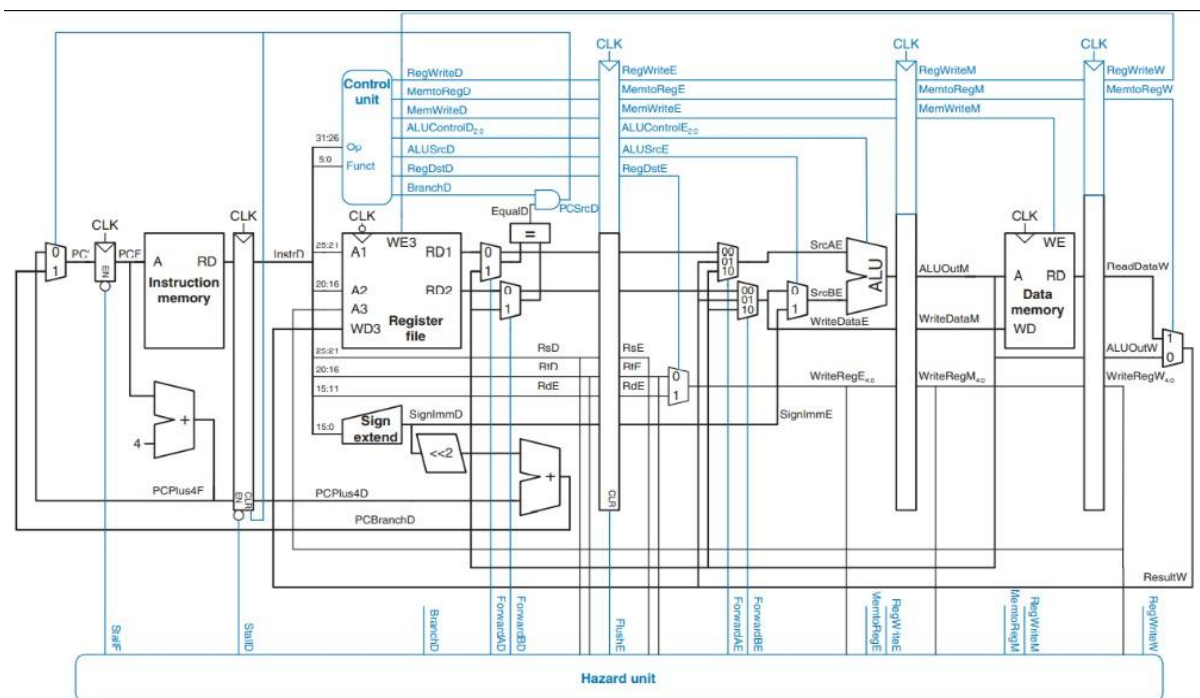 CLK CLK CLK
RegWriteD RegWriteE RegWriteM RegWriteW
Control unit
MemtoRegD MemtoRegE MemtoRegM MemtoRegW
MemWriteD MemWriteE MemWriteM
ALUControlD2:0 ALUControlE2:0
31:26 Op
ALUSrcD ALUSrcE
5:0 Funct
RegDstD RegDstE
BranchD
EqualD PCSrcD
CLK CLK CLK CLK
=
WE3 WE
0 1 PC' PCF EN
A RD
Instruction memory
InstrD
25:21 A1 RD1
0 1
00 01 10
SrcAE
ALU
ALUOutM
A RD
ReadDataW
20:16 A2 RD2
0 1
00 01 10
0 1
SrcBE
Data memory
A3
WD3
Register file
WriteDataE WriteDataM WD
1 0
ALUOutW
25:21 RsD RsE
20:16 RtD RtE
15:11 RdE RdE
0 1
WriteRegE4:0 WriteRegM4:0 WriteRegW4:0
15:0 Sign extend
SignImmD SignImmE
+
4
<<2
+
PCPlus4F EN CLR PCPlus4D CLR
PCBranchD
ResultW
StallF
StallD
BranchD
ForwardAD
ForwardBD
FlushE
ForwardAE
ForwardBE
MemtoRegE
RegWriteE
MemtoRegM
RegWriteM
RegWriteW
Hazard unit